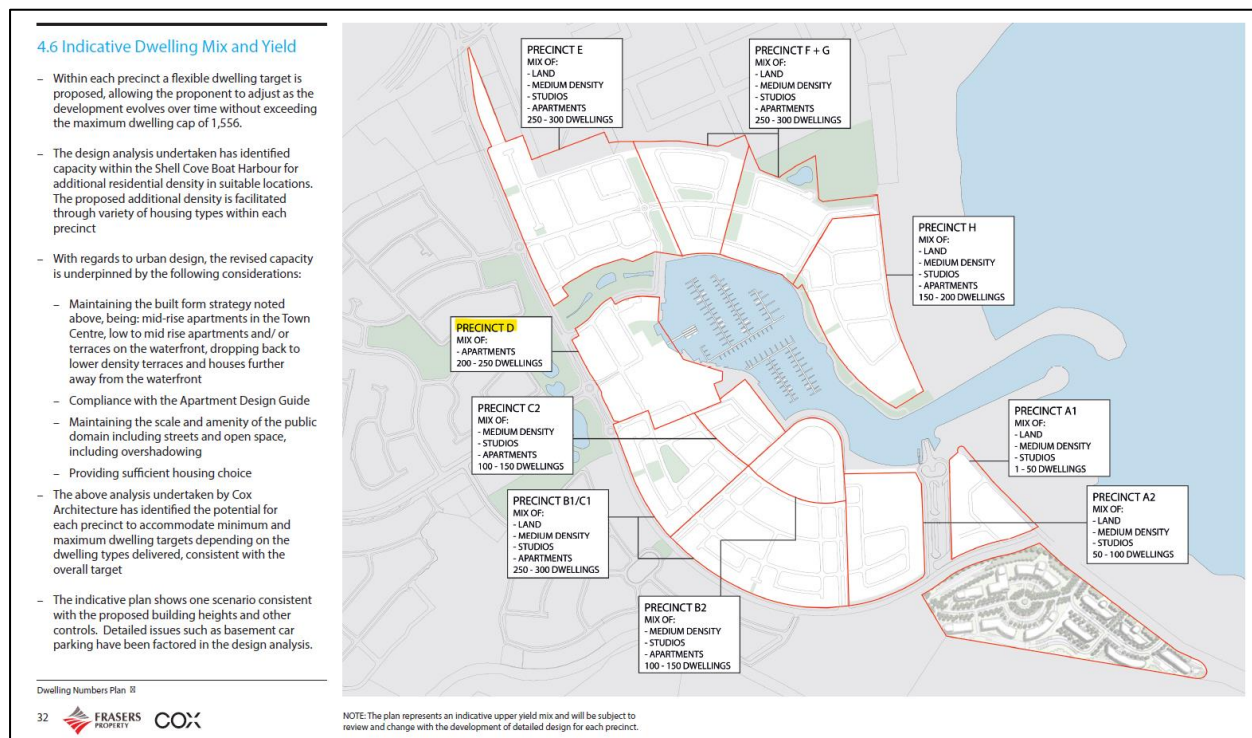 4.6 Indicative Dwelling Mix and Yield
– Within each precinct a flexible dwelling target is
proposed, allowing the proponent to adjust as the
development evolves over time without exceeding
the maximum dwelling cap of 1,556.
– The design analysis undertaken has identified
capacity within the Shell Cove Boat Harbour for
additional residential density in suitable locations.
The proposed additional density is facilitated
through variety of housing types within each
precinct
– With regards to urban design, the revised capacity
is underpinned by the following considerations:
– Maintaining the built form strategy noted
above, being: mid-rise apartments in the Town
Centre, low to mid rise apartments and/ or
terraces on the waterfront, dropping back to
lower density terraces and houses further
away from the waterfront
– Compliance with the Apartment Design Guide
– Maintaining the scale and amenity of the public
domain including streets and open space,
including overshadowing
– Providing sufficient housing choice
– The above analysis undertaken by Cox
Architecture has identified the potential for
each precinct to accommodate minimum and
maximum dwelling targets depending on the
dwelling types delivered, consistent with the
overall target
– The indicative plan shows one scenario consistent
with the proposed building heights and other
controls. Detailed issues such as basement car
parking have been factored in the design analysis.
Dwelling Numbers Plan
32
FRASERS
PROPERTY
COX
PRECINCT E
MIX OF:
- LAND
- MEDIUM DENSITY
- STUDIOS
- APARTMENTS
250 - 300 DWELLINGS
PRECINCT F + G
MIX OF:
- LAND
- MEDIUM DENSITY
- STUDIOS
- APARTMENTS
250 - 300 DWELLINGS
PRECINCT H
MIX OF:
- LAND
- MEDIUM DENSITY
- STUDIOS
- APARTMENTS
150 - 200 DWELLINGS
PRECINCT D
MIX OF:
- APARTMENTS
200 - 250 DWELLINGS
PRECINCT C2
MIX OF:
- MEDIUM DENSITY
- STUDIOS
- APARTMENTS
100 - 150 DWELLINGS
PRECINCT A1
MIX OF:
- LAND
- MEDIUM DENSITY
- STUDIOS
1 - 50 DWELLINGS
PRECINCT B1/C1
MIX OF:
- LAND
- MEDIUM DENSITY
- STUDIOS
- APARTMENTS
250 - 300 DWELLINGS
PRECINCT A2
MIX OF:
- LAND
- MEDIUM DENSITY
- STUDIOS
50 - 100 DWELLINGS
PRECINCT B2
MIX OF:
- MEDIUM DENSITY
- STUDIOS
- APARTMENTS
100 - 150 DWELLINGS
NOTE: The plan represents an indicative upper yield mix and will be subject to
review and change with the development of detailed design for each precinct.